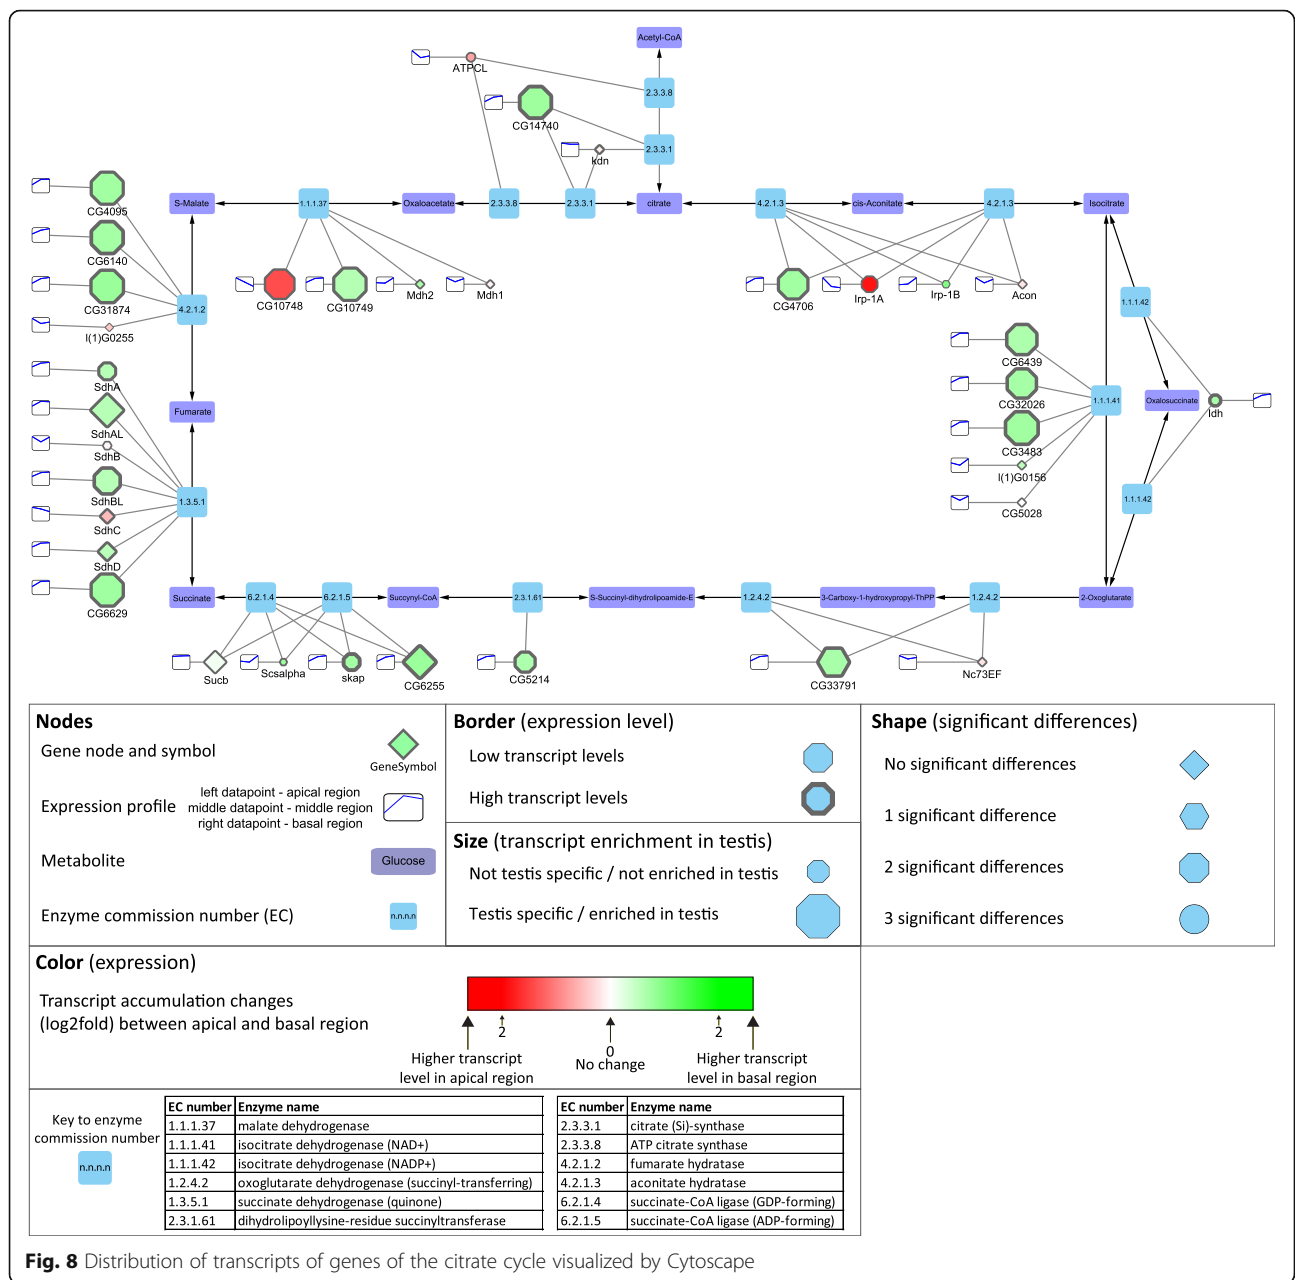 Acetyl-CoA
ATPCL
2.3.3.8
CG14740
2.3.3.1
kdn
CG4095
S-Malate
1.1.1.37
Oxaloacetate
2.3.3.8
2.3.3.1
citrate
4.2.1.3
cis-Aconitate
4.2.1.3
Isocitrate
CG6140
CG31874
4.2.1.2
l(1)G0255
CG10748
CG10749
Mdh2
Mdh1
CG4706
Irp-1A
Irp-1B
Acon
1.1.1.42
CG6439
CG32026
CG3483
1.1.1.41
Oxalosuccinate
Idh
l(1)G0156
CG5028
1.1.1.42
SdhA
SdhAL
Fumarate
SdhB
SdhBL
1.3.5.1
SdhC
SdhD
CG6629
Succinate
6.2.1.4
6.2.1.5
Succynyl-CoA
2.3.1.61
S-Succinyl-dihydrolipoamide-E
1.2.4.2
3-Carboxy-1-hydroxypropyl-ThPP
1.2.4.2
2-Oxoglutarate
Sucb
Scsalpha
skap
CG6255
CG5214
CG33791
Nc73EF
Nodes
Gene node and symbol
GeneSymbol
Expression profile
left datapoint - apical region
middle datapoint - middle region
right datapoint - basal region
Metabolite
Glucose
Enzyme commission number (EC)
n.n.n.n
Border (expression level)
Low transcript levels
High transcript levels
Size (transcript enrichment in testis)
Not testis specific / not enriched in testis
Testis specific / enriched in testis
Shape (significant differences)
No significant differences
1 significant difference
2 significant differences
3 significant differences
Color (expression)
Transcript accumulation changes
(log2fold) between apical and basal region
2
0
2
Higher transcript
level in apical region
No change
Higher transcript
level in basal region
Key to enzyme
commission number
n.n.n.n
EC number Enzyme name
1.1.1.37 malate dehydrogenase
1.1.1.41 isocitrate dehydrogenase (NAD+)
1.1.1.42 isocitrate dehydrogenase (NADP+)
1.2.4.2 oxoglutarate dehydrogenase (succinyl-transferring)
1.3.5.1 succinate dehydrogenase (quinone)
2.3.1.61 dihydrolipoyllysine-residue succinyltransferase
EC number Enzyme name
2.3.3.1 citrate (Si)-synthase
2.3.3.8 ATP citrate synthase
4.2.1.2 fumarate hydratase
4.2.1.3 aconitate hydratase
6.2.1.4 succinate-CoA ligase (GDP-forming)
6.2.1.5 succinate-CoA ligase (ADP-forming)
Fig. 8 Distribution of transcripts of genes of the citrate cycle visualized by Cytoscape